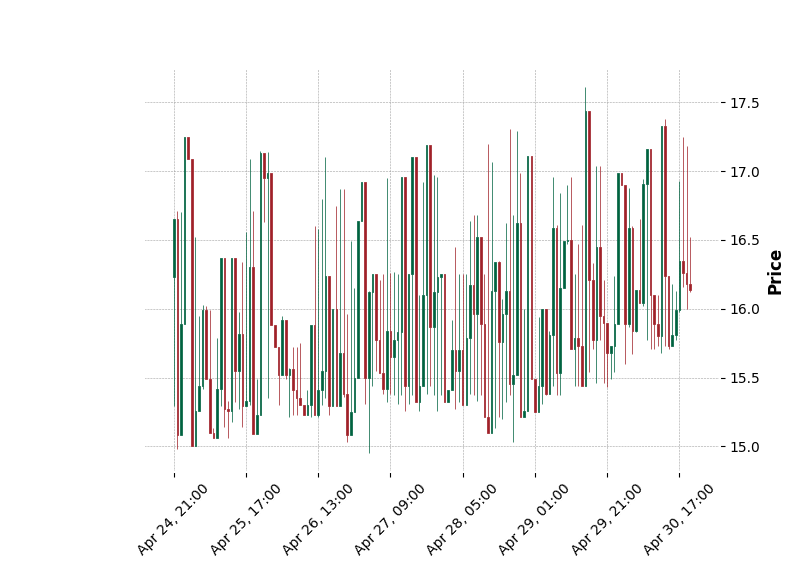 17.5
17.0
16.5
16.0
15.5
15.0
Price
Apr 24, 21:00
Apr 25, 17:00
Apr 26, 13:00
Apr 27, 09:00
Apr 28, 05:00
Apr 29, 01:00
Apr 29, 21:00
Apr 30, 17:00